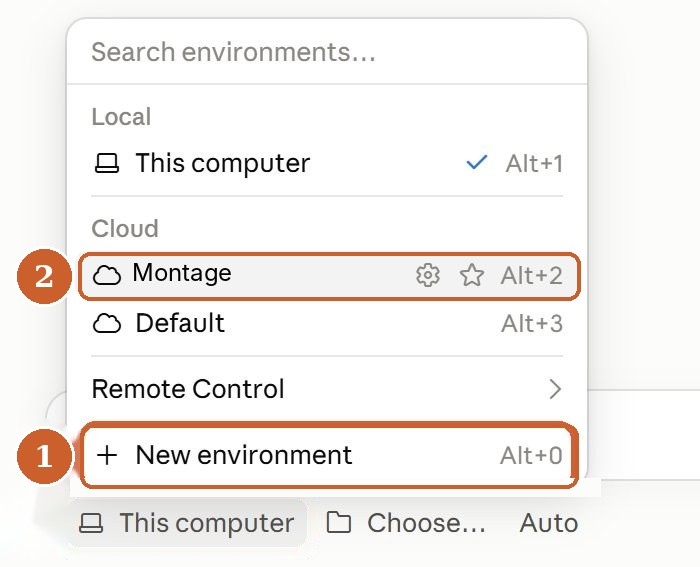 Search environments...
Local
This computer Alt+1
Cloud
2 Montage Alt+2
Default Alt+3
Remote Control
1 + New environment Alt+0
This computer Choose... Auto